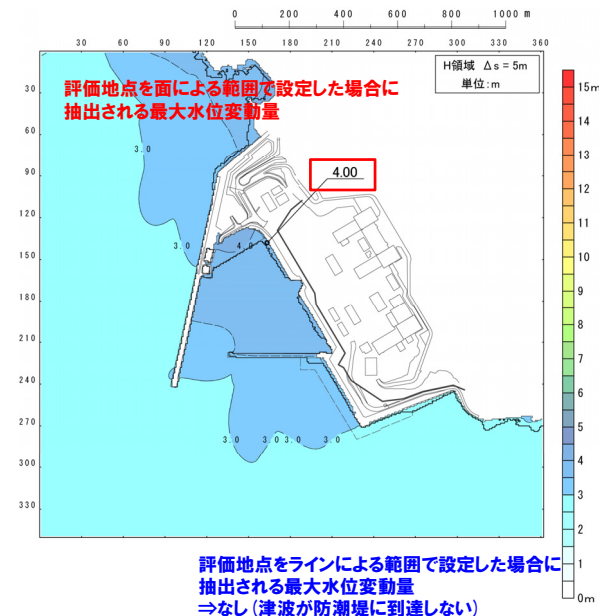 0 200 400 600 800 1000 m
30 60 90 120 150 180 210 240 270 300 330 360
H領域 Δs=5m
単位:m
評価地点を面による範囲で設定した場合に
抽出される最大水位変動量
30
60
90
120
150
180
210
240
270
300
330
3.0
4.00
3.0
4.0
3.0
3.0
3.0 3.0 3.0 3.0
15m
14
13
12
11
10
9
8
7
6
5
4
3
2
1
0m
評価地点をラインによる範囲で設定した場合に
抽出される最大水位変動量
⇒なし(津波が防潮堤に到達しない)